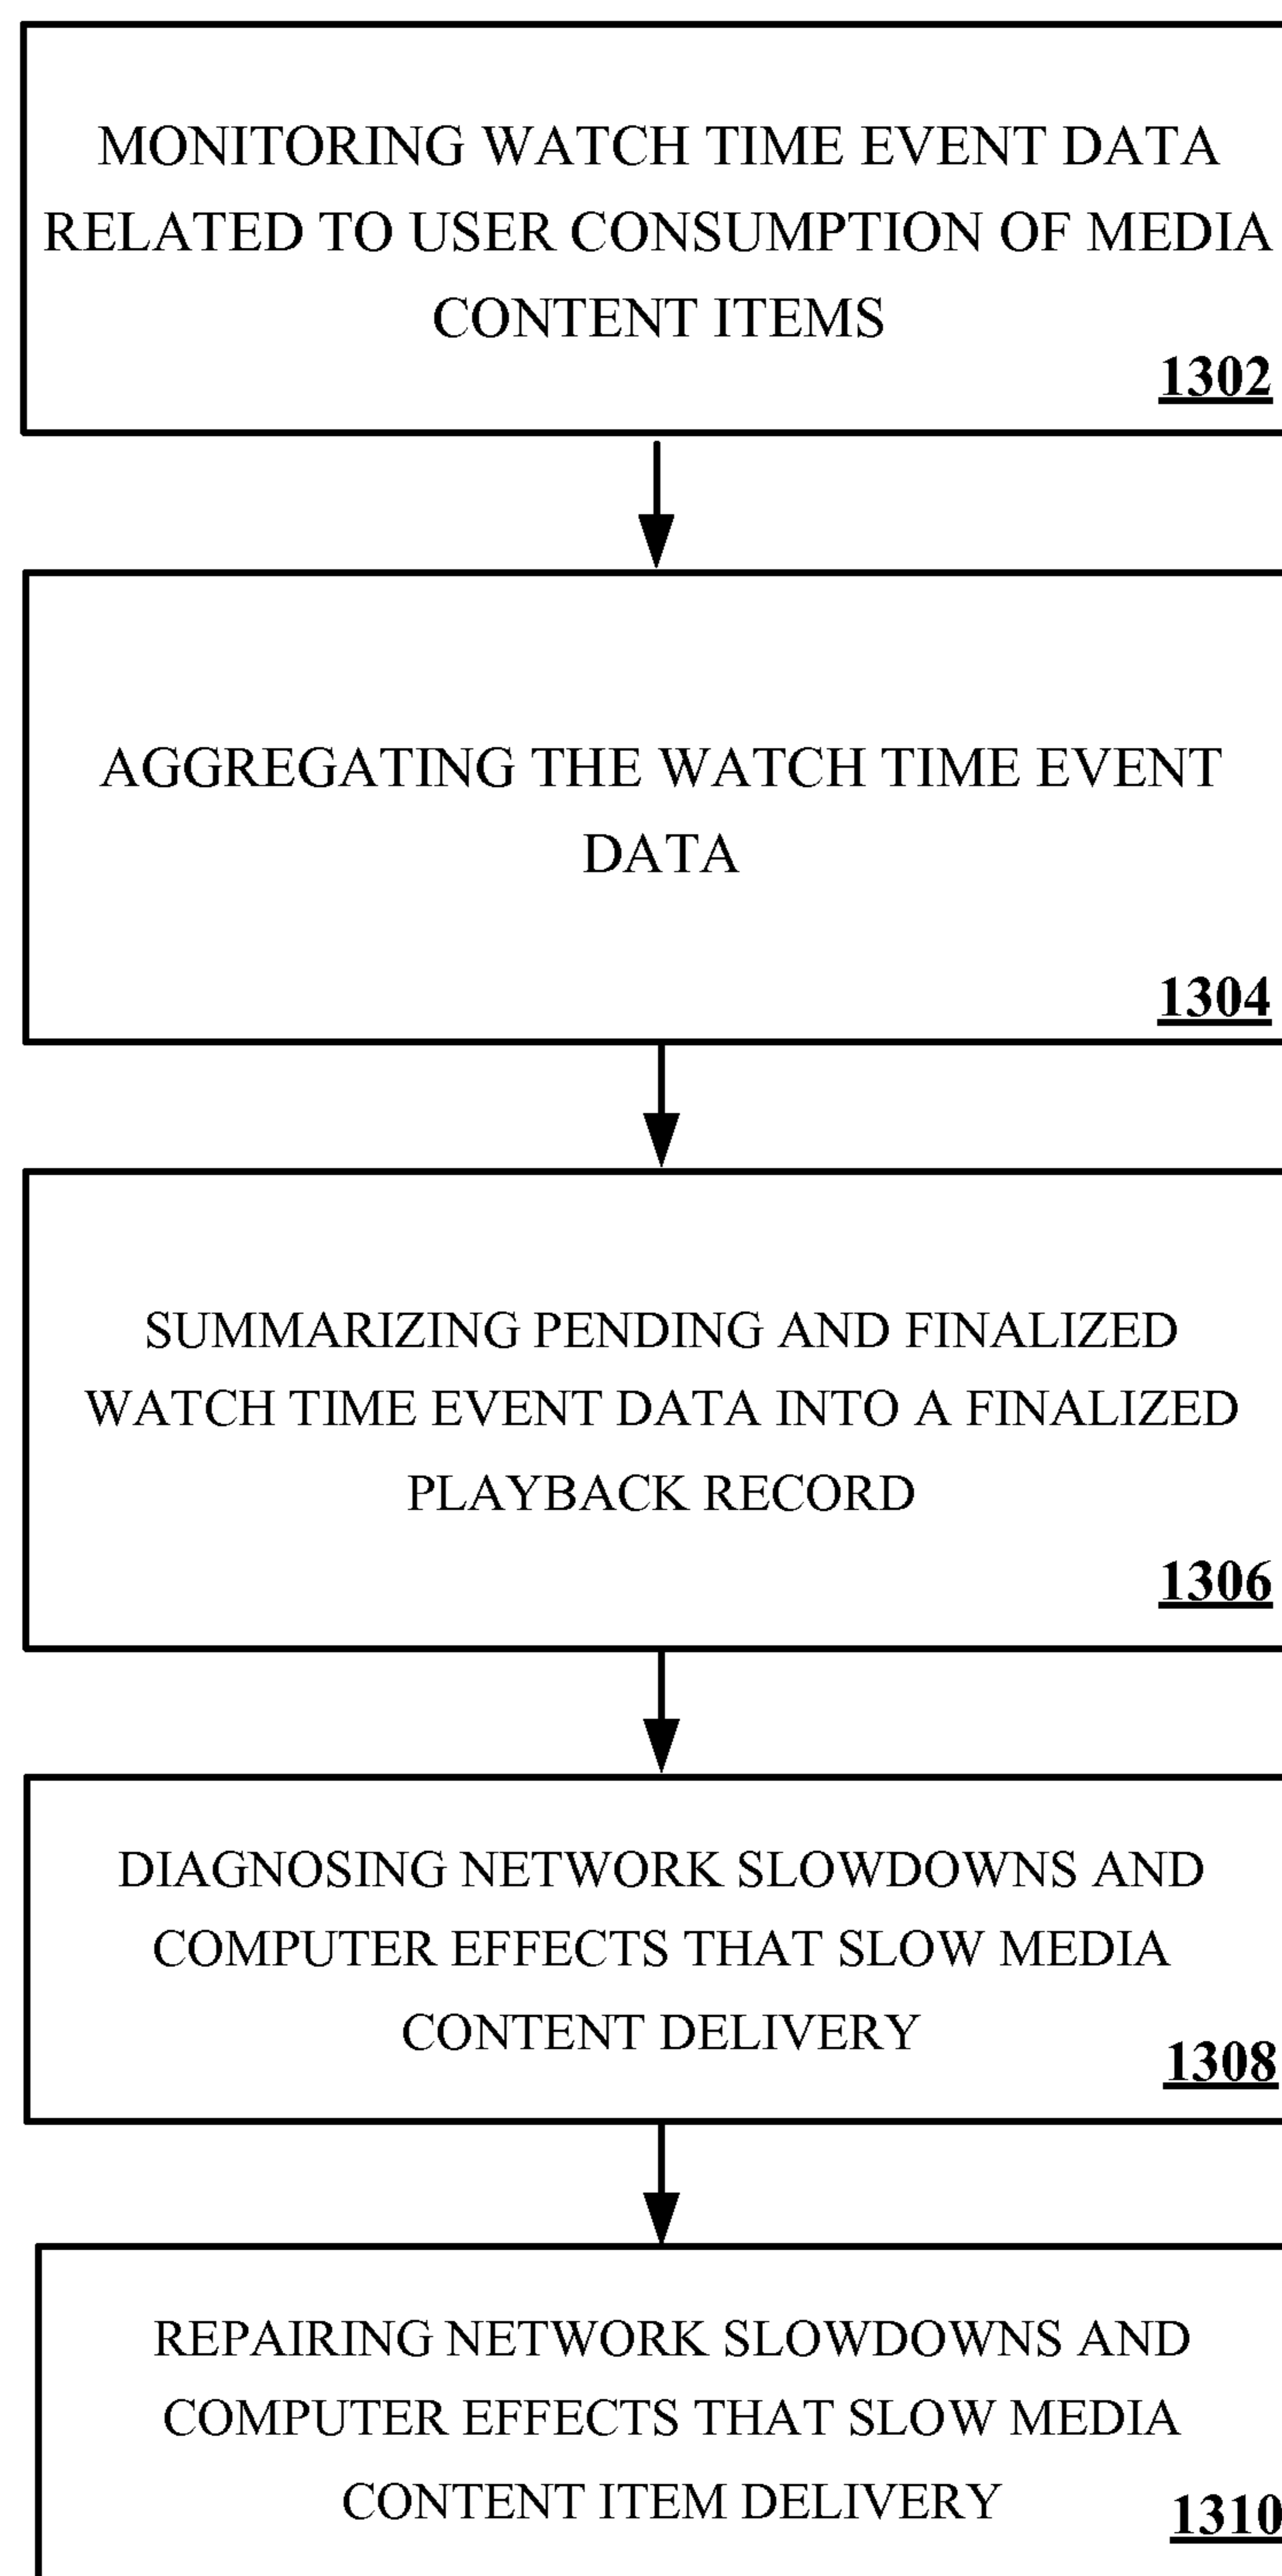 MONITORING WATCH TIME EVENT DATA
RELATED TO USER CONSUMPTION OF MEDIA
CONTENT ITEMS
1302
AGGREGATING THE WATCH TIME EVENT
DATA
1304
SUMMARIZING PENDING AND FINALIZED
WATCH TIME EVENT DATA INTO A FINALIZED
PLAYBACK RECORD
1306
DIAGNOSING NETWORK SLOWDOWNS AND
COMPUTER EFFECTS THAT SLOW MEDIA
CONTENT DELIVERY
1308
REPAIRING NETWORK SLOWDOWNS AND
COMPUTER EFFECTS THAT SLOW MEDIA
CONTENT ITEM DELIVERY
1310